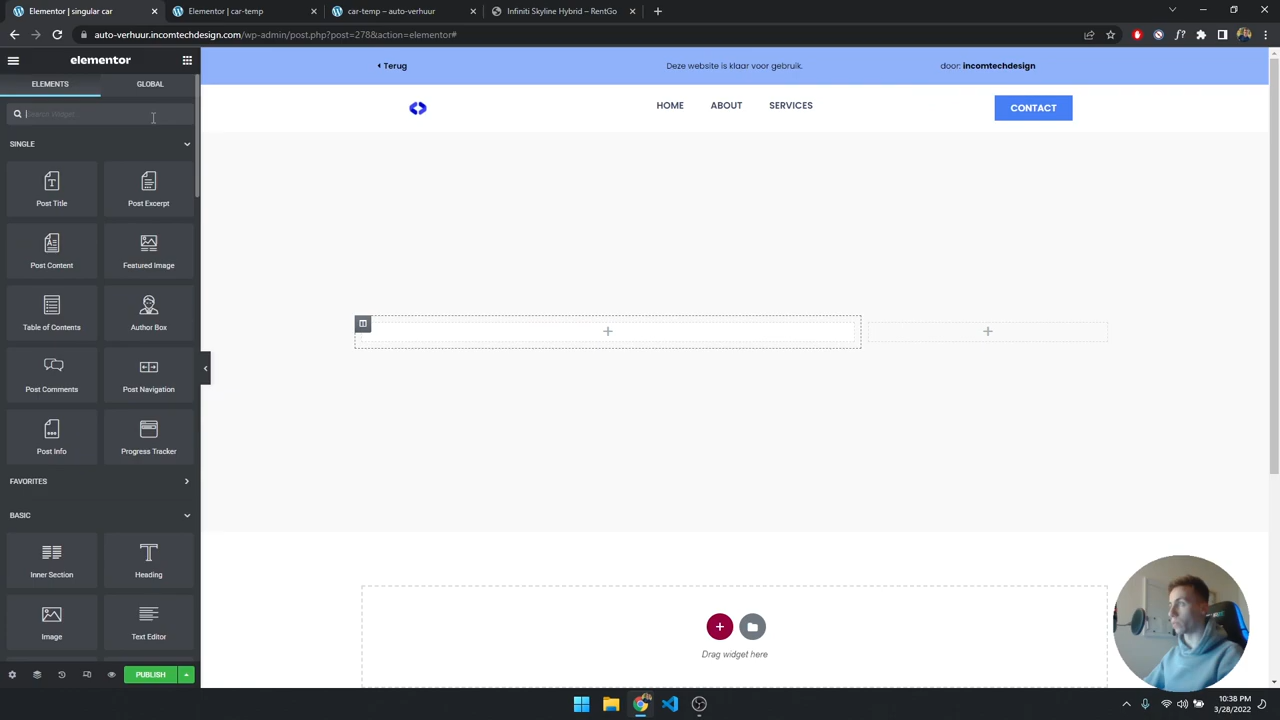 Elementor | singular car
Elementor | car-temp
car-temp – auto-verhuur
Infiniti Skyline Hybrid – RentGo
auto-verhuur.incomtechdesign.com/wp-admin/post.php?post=278&action=elementor#
elementor
ELEMENTS
GLOBAL
Search Widget...
SINGLE
Post Title
Post Excerpt
Post Content
Featured Image
Table of Contents
Author Box
Post Comments
Post Navigation
Post Info
Progress Tracker
FAVORITES
BASIC
Inner Section
Heading
Image
Text Editor
PUBLISH
Terug
Deze website is klaar voor gebruik.
door: incomtechdesign
HOME
ABOUT
SERVICES
CONTACT
Drag widget here
10:38 PM
3/28/2022